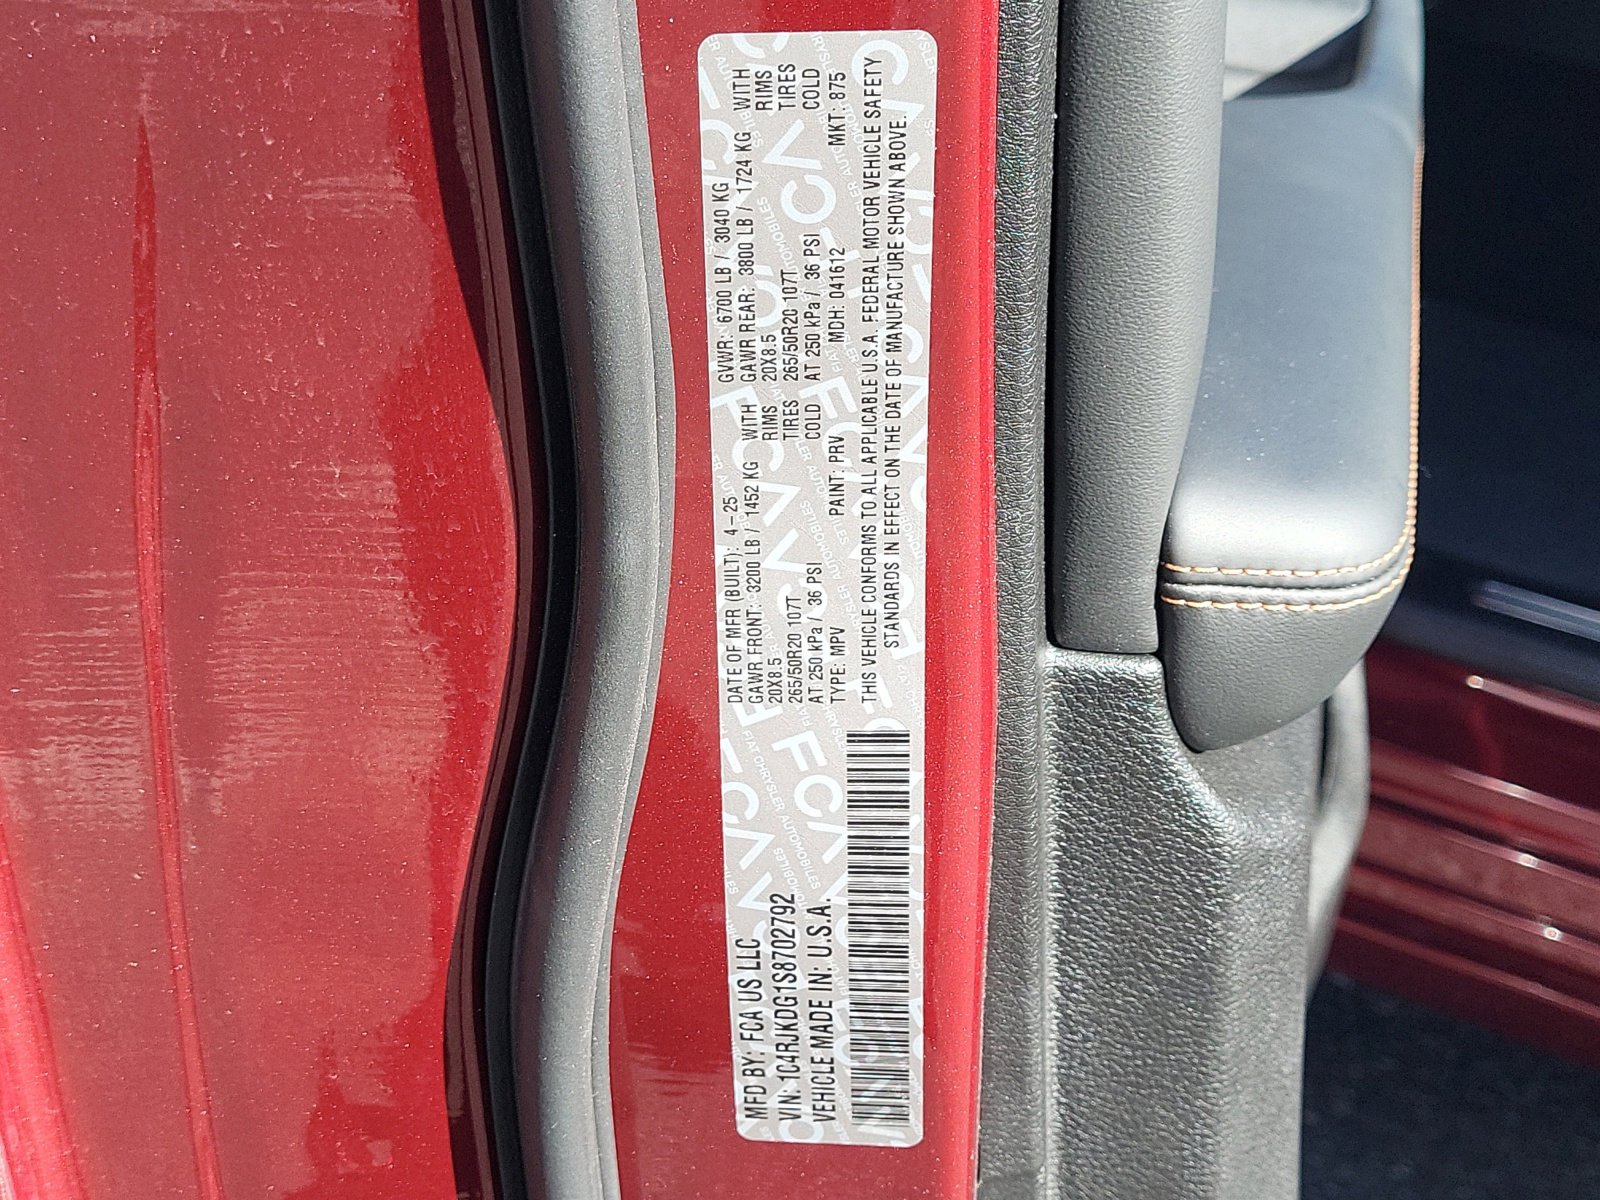 MFD BY: FCA US LLC
DATE OF MFR (BUILT): 4-25
GVWR: 6700 LB / 3040 KG
VIN: 1C4RJKDG1S8702792
GAWR FRONT: 3200 LB / 1452 KG WITH
GAWR REAR: 3800 LB / 1724 KG WITH
20X8.5 RIMS
20X8.5 RIMS
265/50R20 107T TIRES
265/50R20 107T TIRES
AT 250 kPa / 36 PSI COLD
AT 250 kPa / 36 PSI COLD
VEHICLE MADE IN: U.S.A.
TYPE: MPV PAINT: PRV MDH: 041612 MKT: 875
THIS VEHICLE CONFORMS TO ALL APPLICABLE U.S.A. FEDERAL MOTOR VEHICLE SAFETY
STANDARDS IN EFFECT ON THE DATE OF MANUFACTURE SHOWN ABOVE.